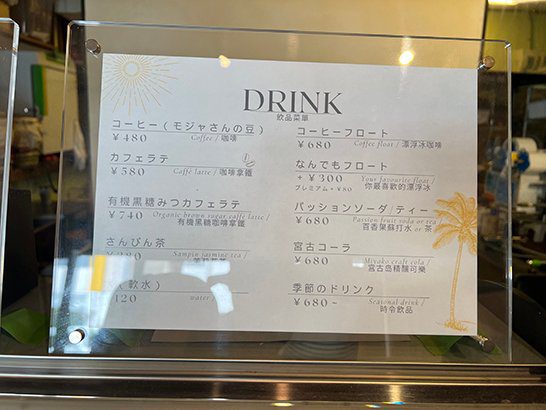 DRINK
飲品菜單
コーヒー(モジャさんの豆)
¥480 Coffee / 咖啡
カフェラテ
¥580 Caffe latte / 咖啡拿鐵
有機黒糖みつカフェラテ
¥740 Organic brown sugar caffe latte /
有機黑糖咖啡拿鐵
さんぴん茶
Sanpin jasmine tea /
(軟水)
120 water /
コーヒーフロート
¥680 Coffee float / 漂浮冰咖啡
なんでもフロート
+¥300 Your favourite float /
プレミアム+¥80 你最喜歡的漂浮冰
パッションソーダ/ティー
¥680 Passion fruit soda or tea /
百香果蘇打水 or 茶
宮古コーラ
¥680 Miyako craft cola /
宮古島精釀可樂
季節のドリンク
¥680~ Seasonal drink /
時令飲品